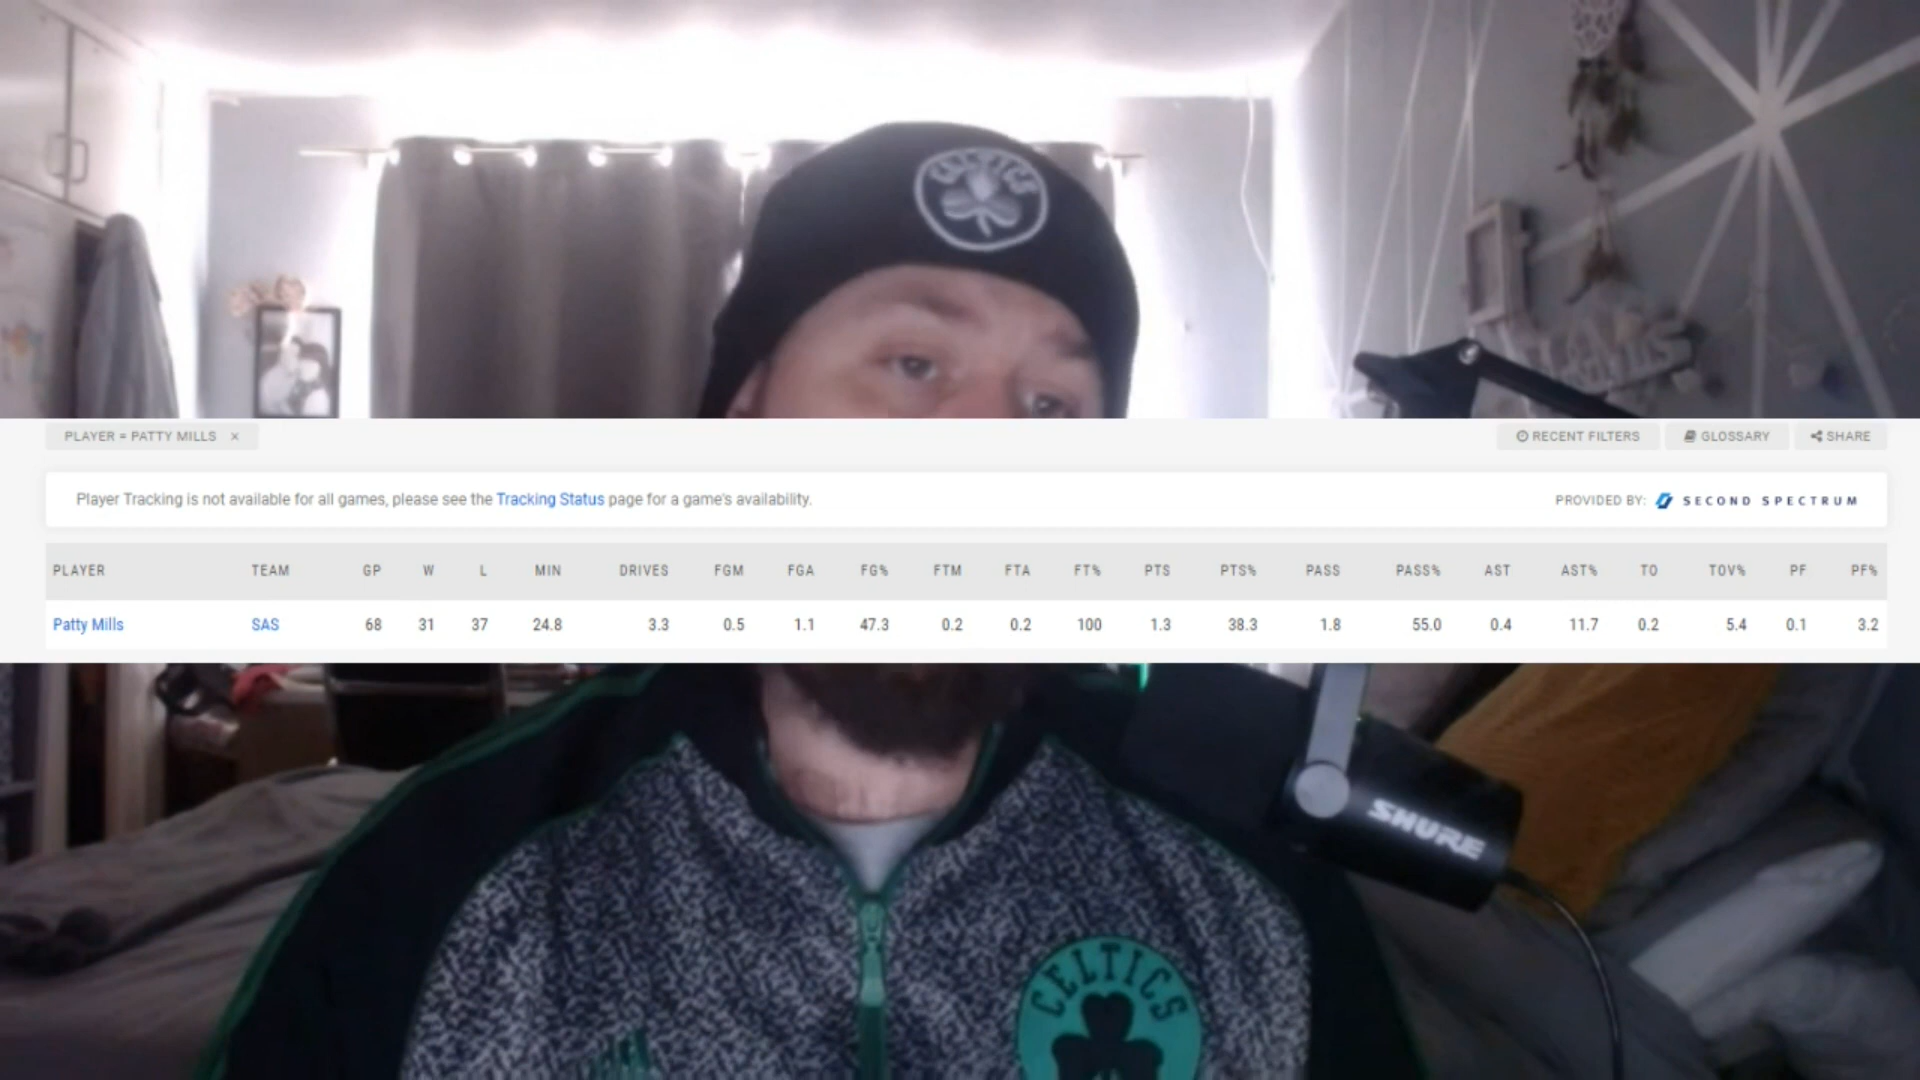 CELTICS
PLAYER = PATTY MILLS ×
RECENT FILTERS
GLOSSARY
SHARE
Player Tracking is not available for all games, please see the Tracking Status page for a game's availability.
PROVIDED BY: SECOND SPECTRUM
PLAYER TEAM GP W L MIN DRIVES FGM FGA FG% FTM FTA FT% PTS PTS% PASS PASS% AST AST% TO TOV% PF PF%
Patty Mills SAS 68 31 37 24.8 3.3 0.5 1.1 47.3 0.2 0.2 100 1.3 38.3 1.8 55.0 0.4 11.7 0.2 5.4 0.1 3.2
SHURE
CELTICS